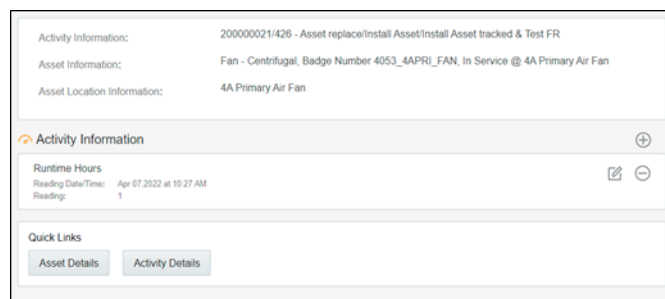 Activity Information: 200000021/426 - Asset replace/Install Asset/Install Asset tracked & Test FR
Asset Information: Fan - Centrifugal, Badge Number 4053_4APRI_FAN, In Service @ 4A Primary Air Fan
Asset Location Information: 4A Primary Air Fan
Activity Information
Runtime Hours
Reading Date/Time: Apr 07,2022 at 10:27 AM
Reading: 1
Quick Links
Asset Details Activity Details